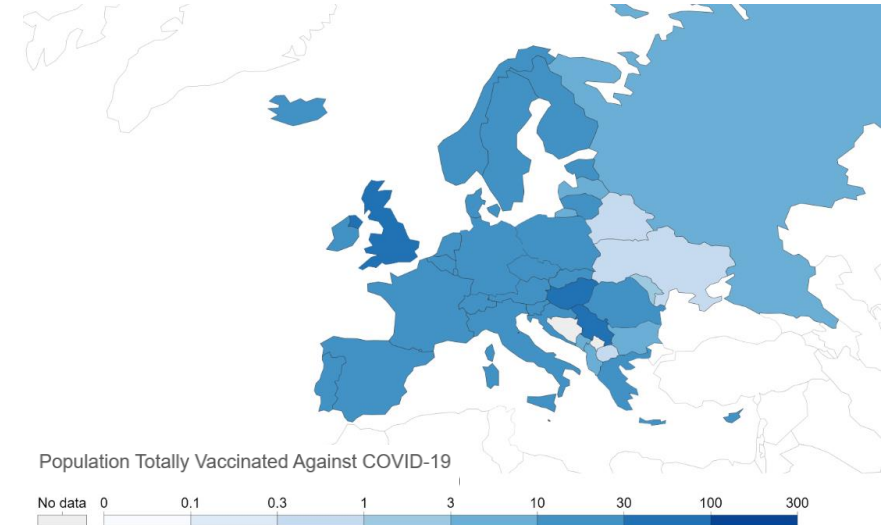 Population Totally Vaccinated Against COVID-19
No data 0 0.1 0.3 1 3 10 30 100 300